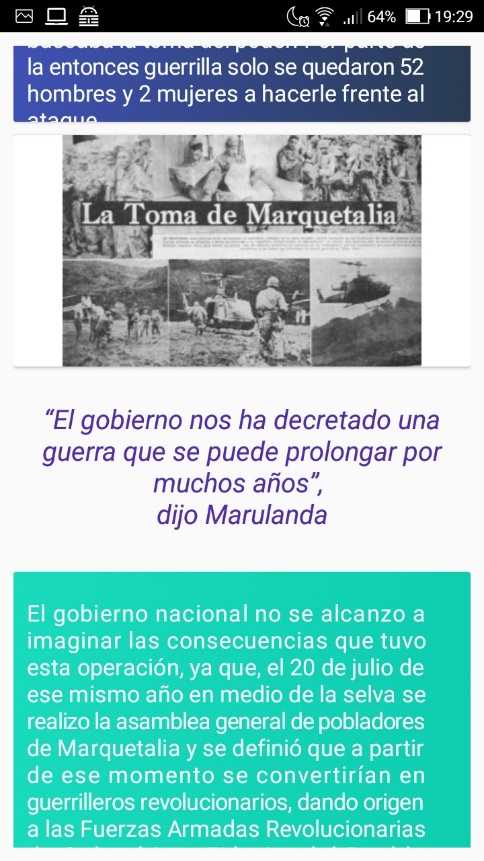 64% 19:29
la entonces guerrilla solo se quedaron 52
hombres y 2 mujeres a hacerle frente al
ataque
La Toma de Marquetalia
“El gobierno nos ha decretado una
guerra que se puede prolongar por
muchos años”,
dijo Marulanda
El gobierno nacional no se alcanzo a
imaginar las consecuencias que tuvo
esta operación, ya que, el 20 de julio de
ese mismo año en medio de la selva se
realizo la asamblea general de pobladores
de Marquetalia y se definió que a partir
de ese momento se convertirían en
guerrilleros revolucionarios, dando origen
a las Fuerzas Armadas Revolucionarias